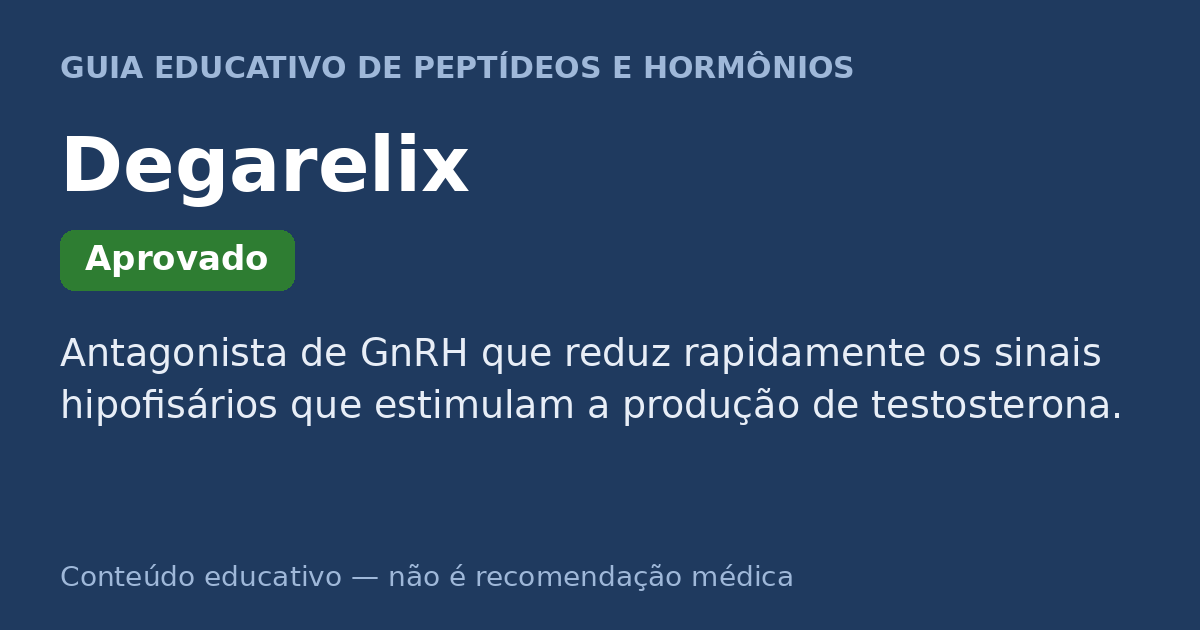 GUIA EDUCATIVO DE PEPTÍDEOS E HORMÔNIOS
Degarelix
Aprovado
Antagonista de GnRH que reduz rapidamente os sinais
hipofisários que estimulam a produção de testosterona.
Conteúdo educativo — não é recomendação médica